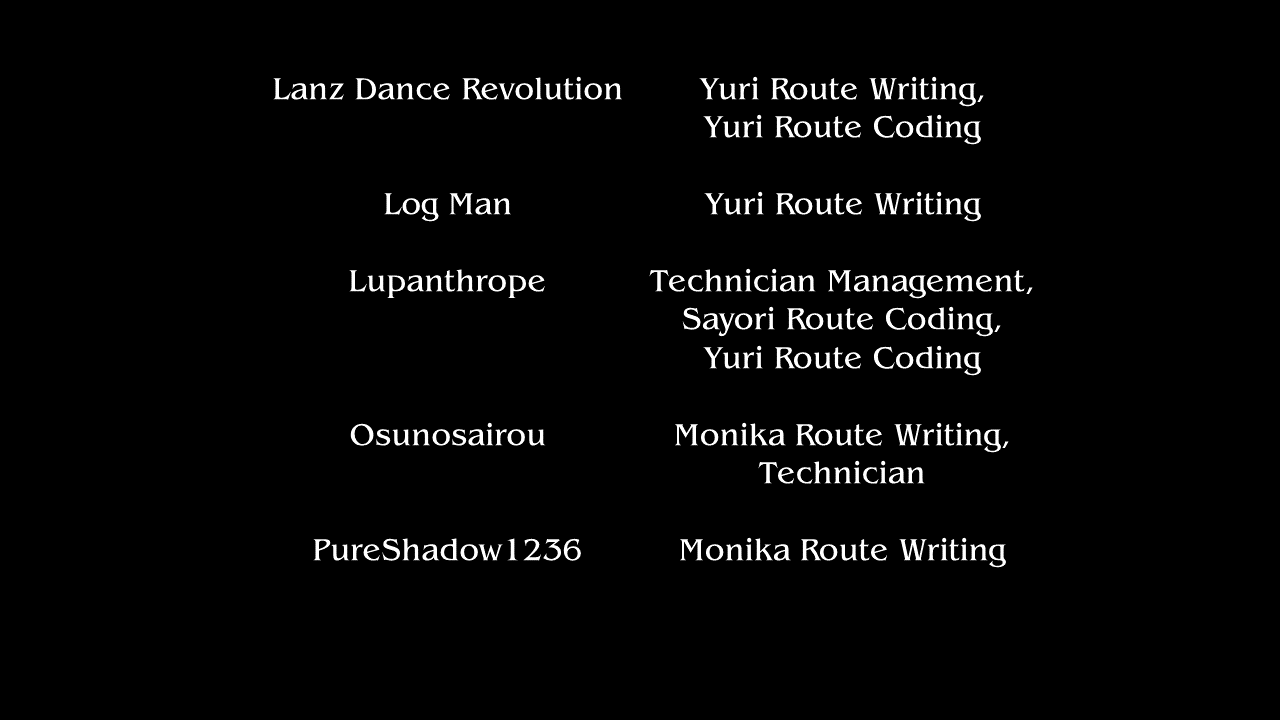 Lanz Dance Revolution Yuri Route Writing,
Yuri Route Coding
Log Man Yuri Route Writing
Lupanthrope Technician Management,
Sayori Route Coding,
Yuri Route Coding
Osunosairou Monika Route Writing,
Technician
PureShadow1236 Monika Route Writing